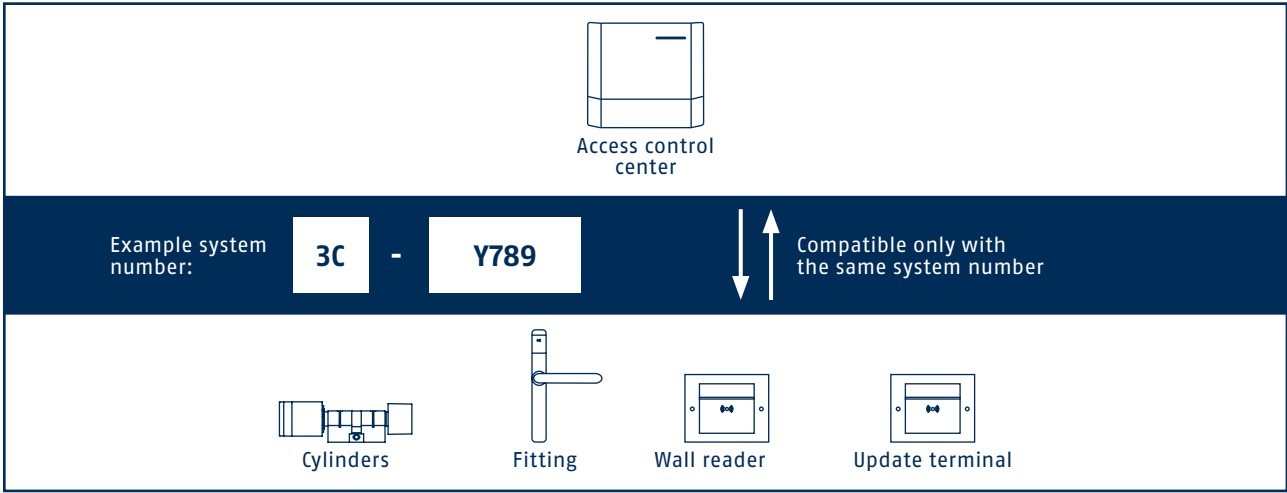 Access control
center
Example system
number:
3C - Y789
Compatible only with
the same system number
Cylinders
Fitting
Wall reader
Update terminal